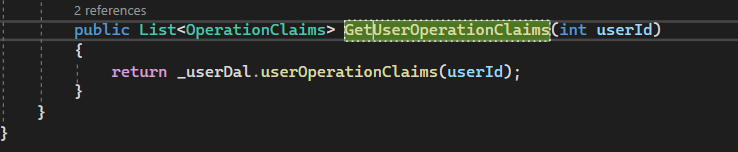 2 references
public List<OperationClaims> GetUserOperationClaims(int userId)
{
return _userDal.userOperationClaims(userId);
}
}
}